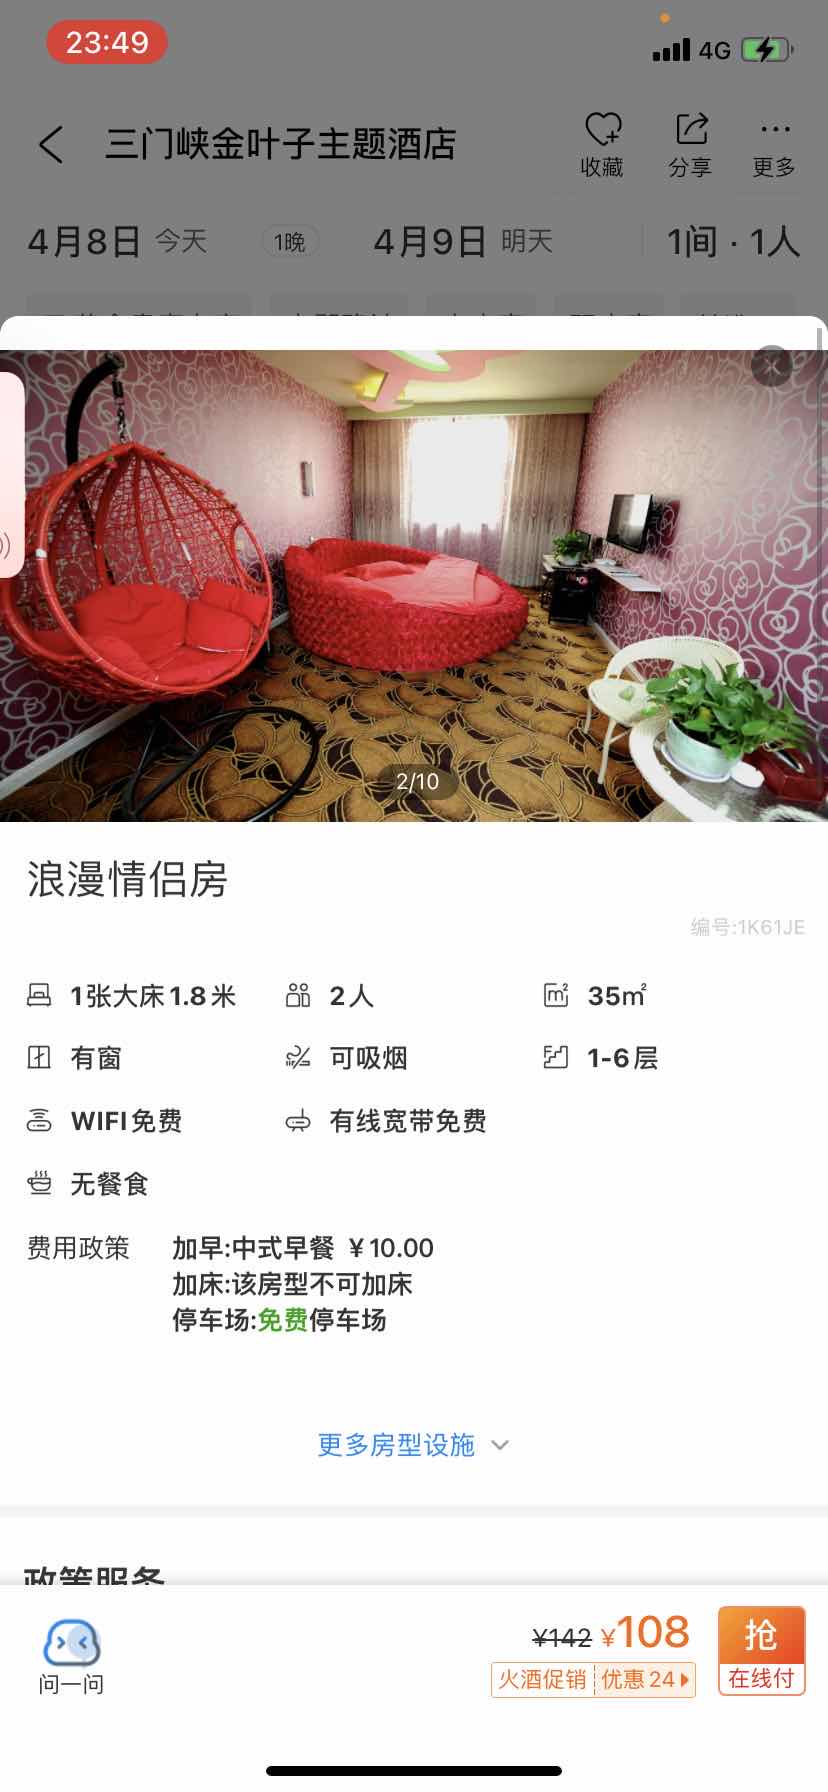 23:49
4G
三门峡金叶子主题酒店
收藏
分享
更多
4月8日 今天 1晚 4月9日 明天 1间 · 1人
2/10
浪漫情侣房
编号:1K61JE
1张大床1.8米 2人 35㎡
有窗 可吸烟 1-6层
WIFI免费 有线宽带免费
无餐食
费用政策 加早:中式早餐 ¥10.00
加床:该房型不可加床
停车场:免费停车场
更多房型设施
政策服务
问一问
¥142 ¥108
火酒促销 优惠24
抢
在线付